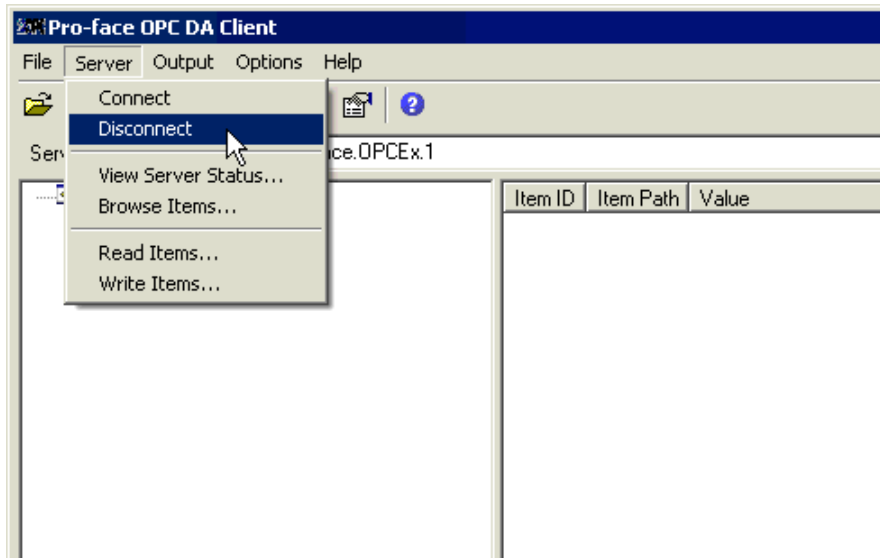 Pro-face OPC DA Client
File Server Output Options Help
Connect
Disconnect
ice.OPCEx.1
View Server Status...
Browse Items...
Item ID Item Path Value
Read Items...
Write Items...